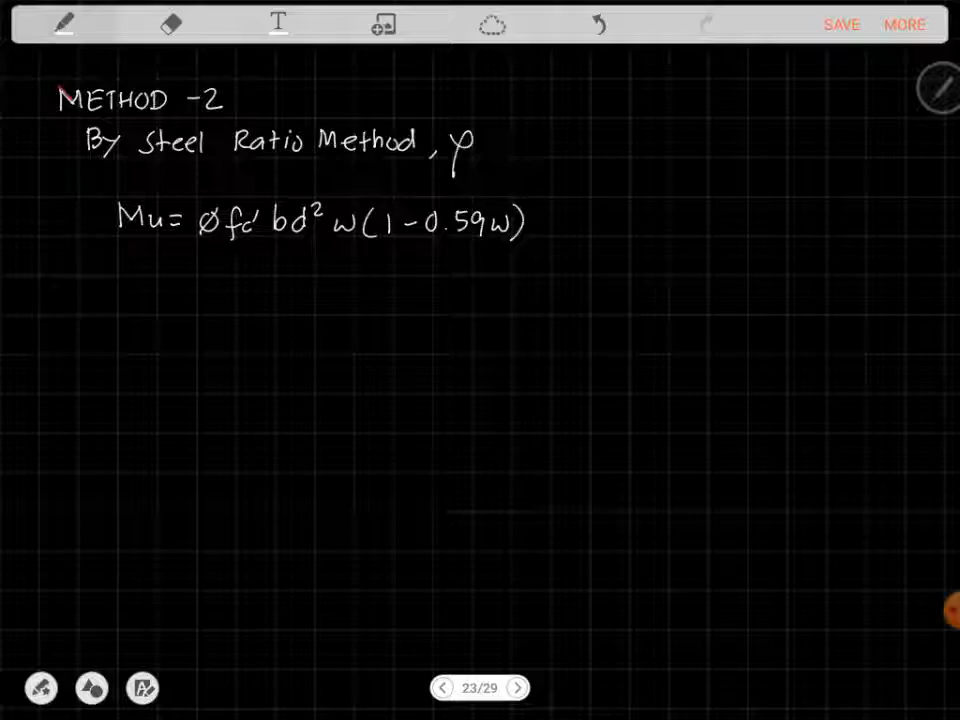 SAVE MORE
METHOD -2
By Steel Ratio Method, φ
Mu= ∅fc' bd² w(1-0.59w)
23/29